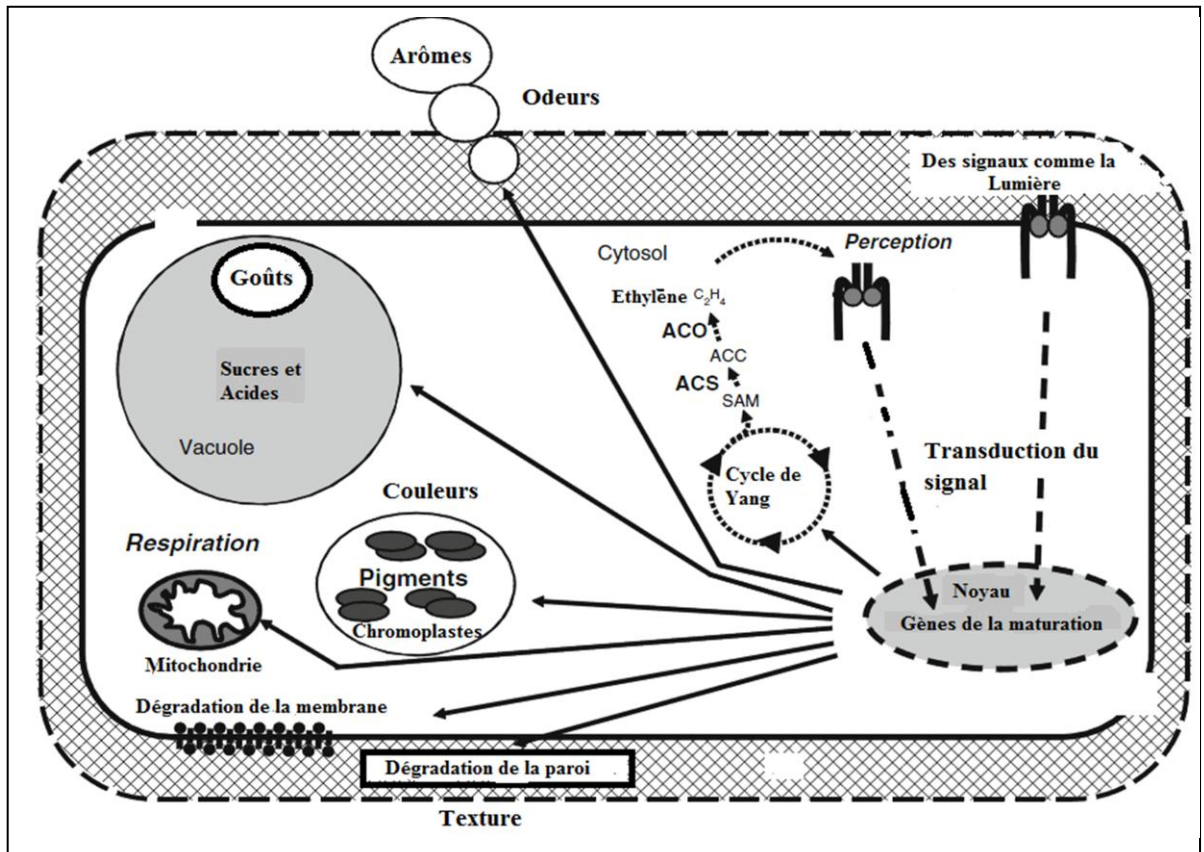 Arômes
Odeurs
Des signaux comme la
Lumière
Goûts
Sucres et
Acides
Vacuole
Cytosol
Perception
Ethylēne C₂H₄
ACO
ACC
ACS
SAM
Cycle de
Yang
Transduction du
signal
Couleurs
Pigments
Chromoplastes
Respiration
Mitochondrie
Noyau
Gènes de la maturation
Dégradation de la membrane
Dégradation de la paroi
Texture